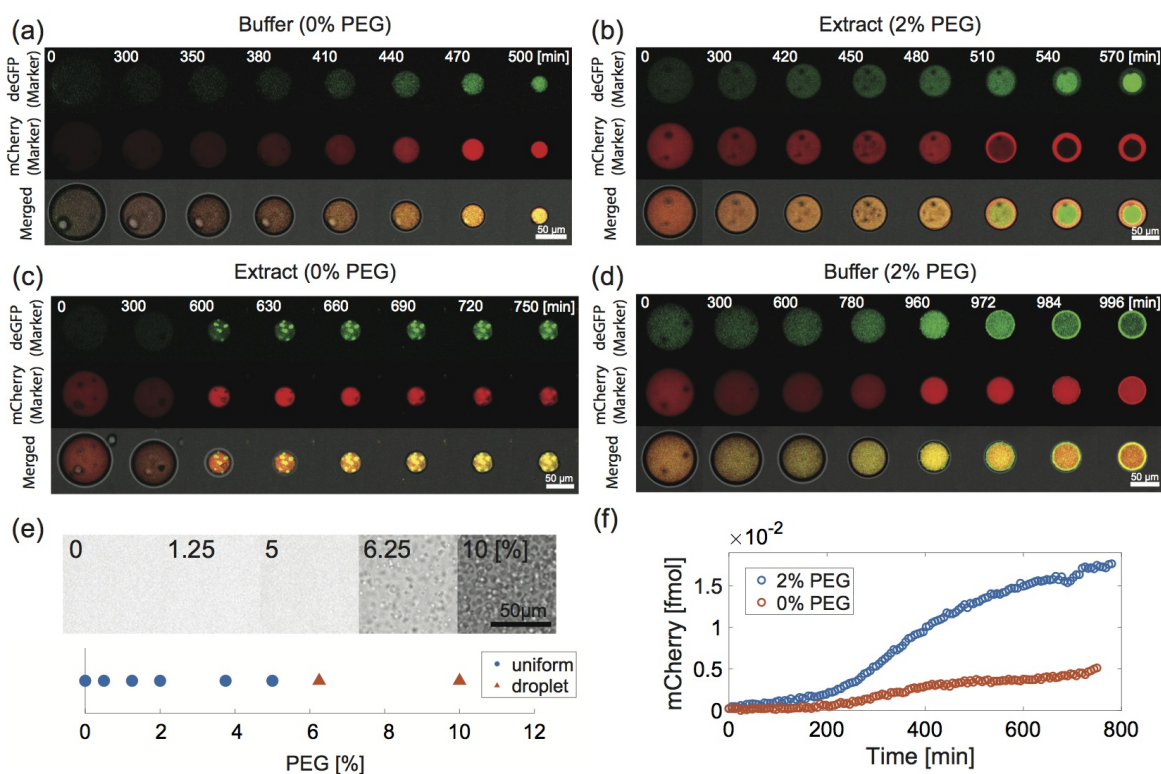 (a)
Buffer (0% PEG)
0 300 350 380 410 440 470 500 [min]
deGFP (Marker)
mCherry (Marker)
Merged
50 µm
(b)
Extract (2% PEG)
0 300 420 450 480 510 540 570 [min]
deGFP (Marker)
mCherry (Marker)
Merged
50 µm
(c)
Extract (0% PEG)
0 300 600 630 660 690 720 750 [min]
deGFP (Marker)
mCherry (Marker)
Merged
50 µm
(d)
Buffer (2% PEG)
0 300 600 780 960 972 984 996 [min]
deGFP (Marker)
mCherry (Marker)
Merged
50 µm
(e)
0 1.25 5 6.25 10 [%]
50µm
uniform
droplet
0 2 4 6 8 10 12
PEG [%]
(f)
×10⁻²
2% PEG
0% PEG
1.5
1
0.5
0
mCherry [fmol]
0 200 400 600 800
Time [min]